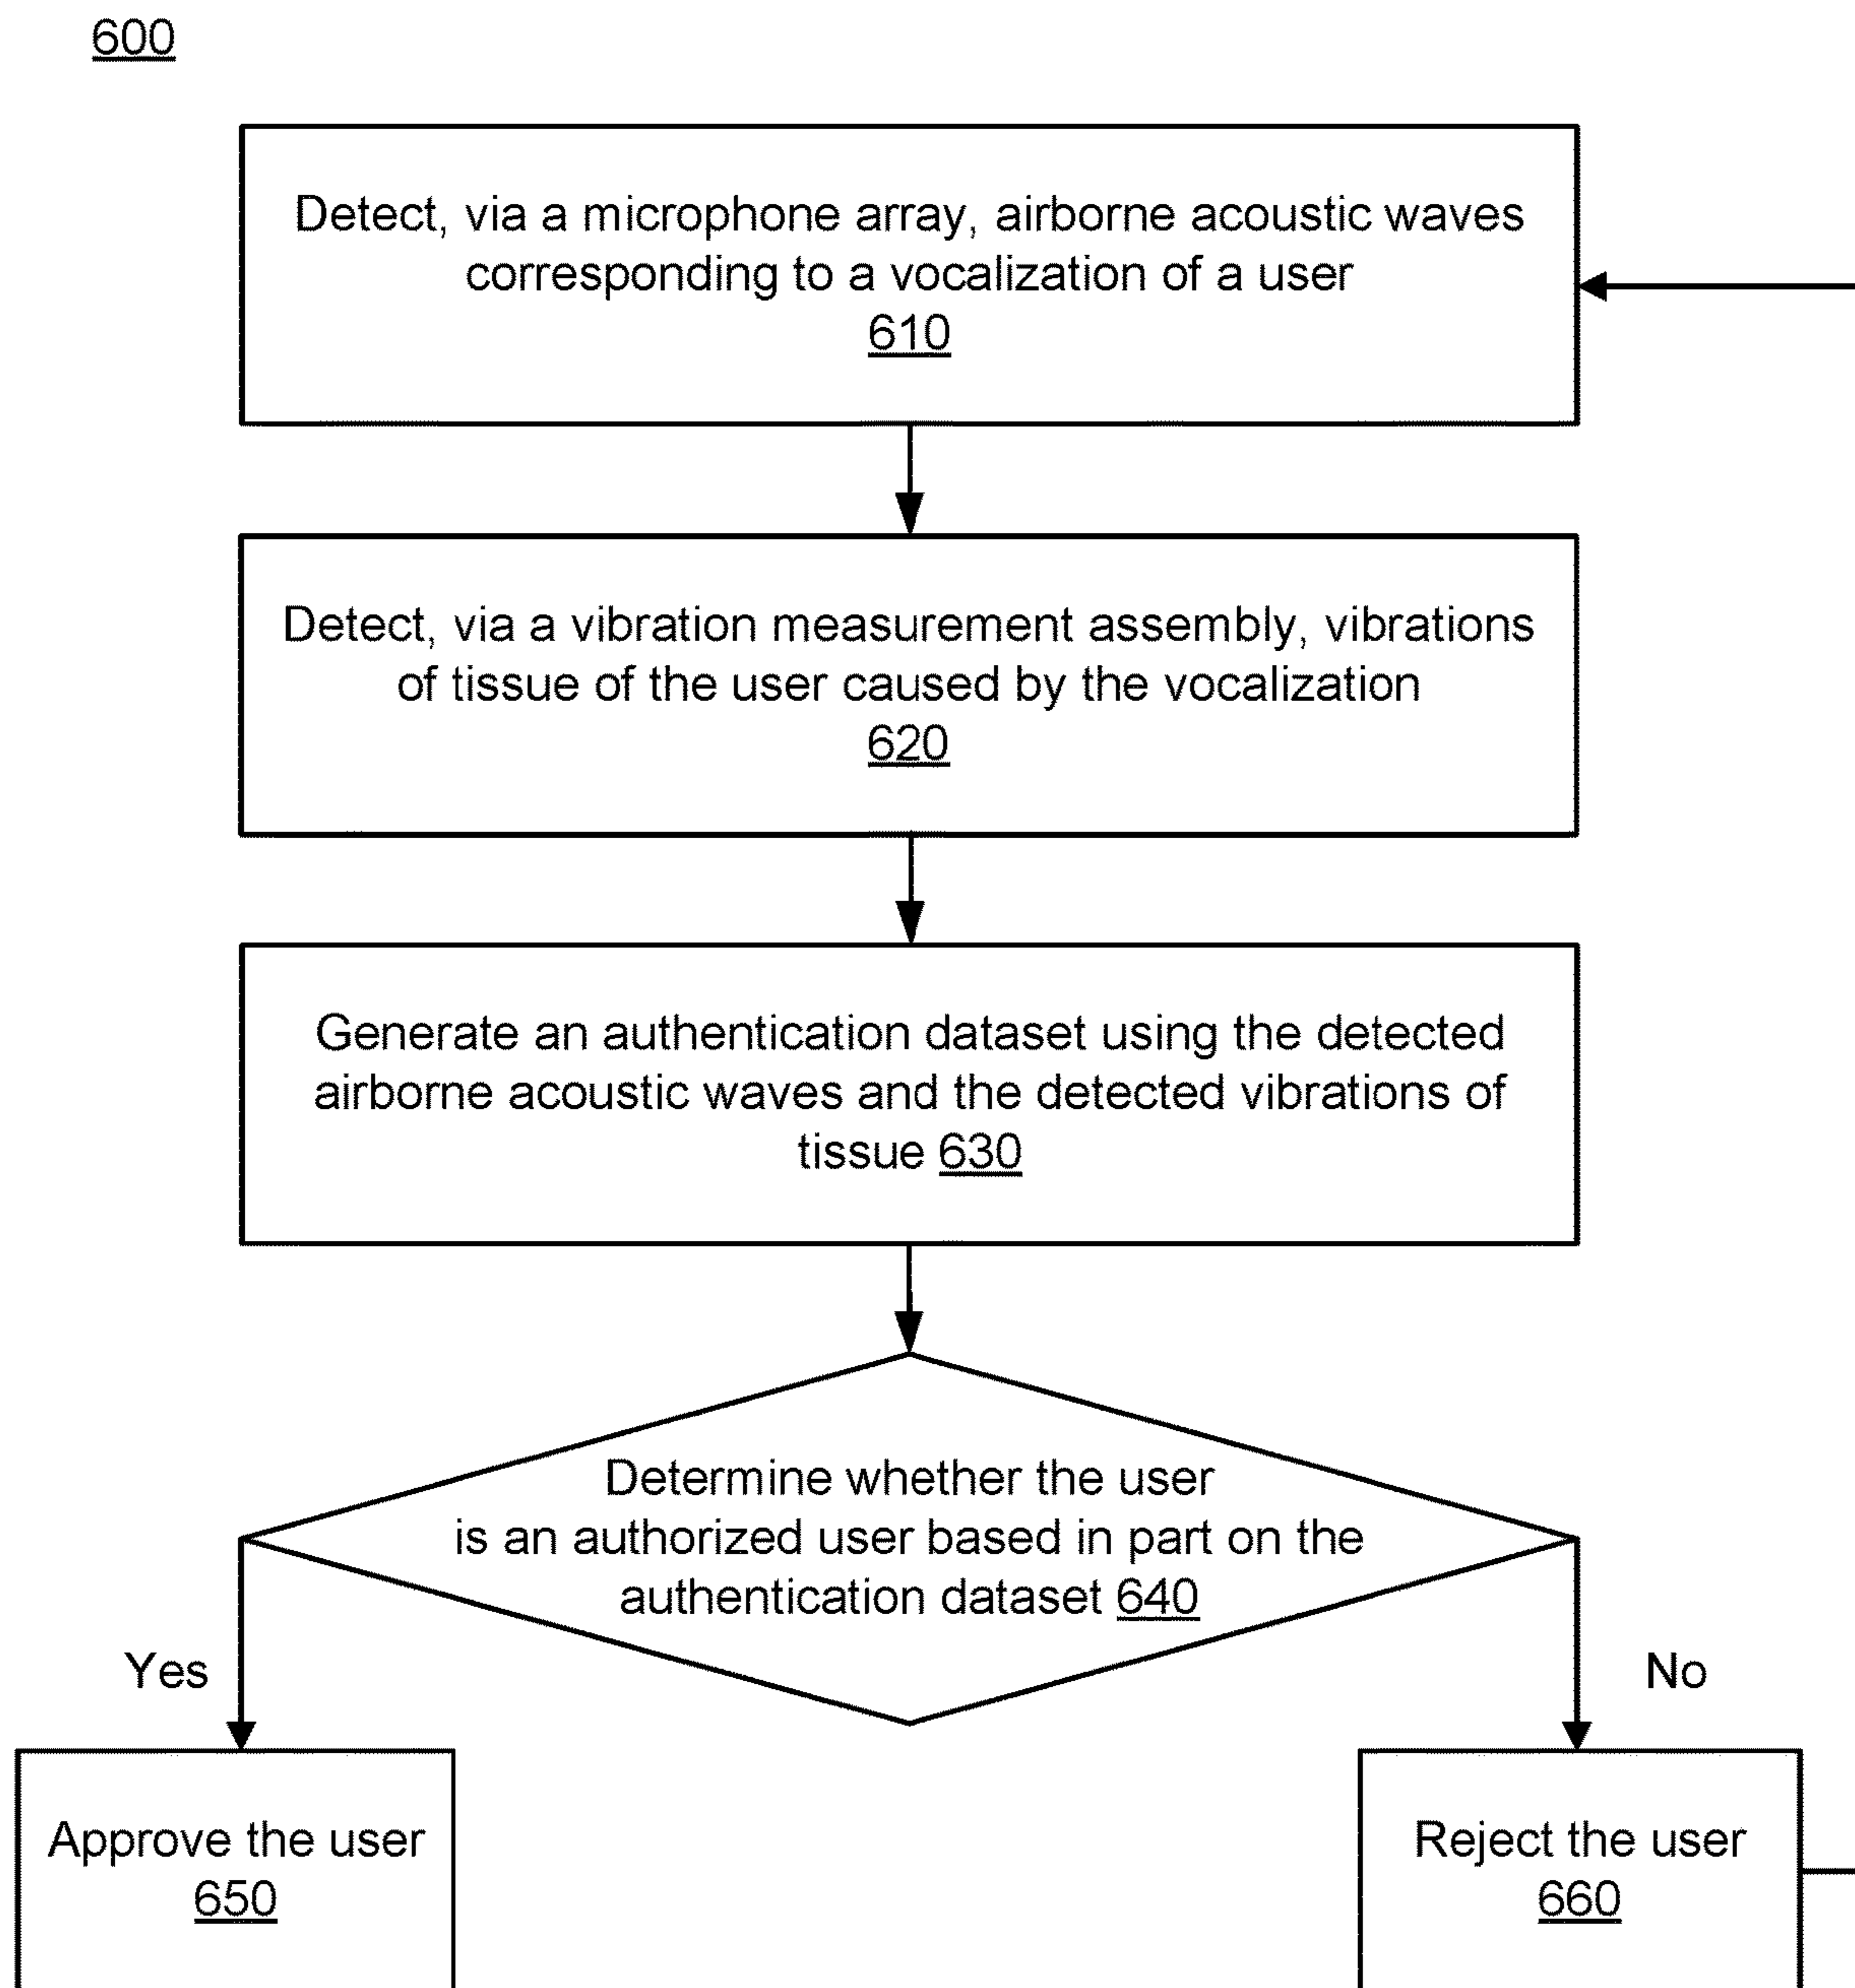 600
Detect, via a microphone array, airborne acoustic waves
corresponding to a vocalization of a user
610
Detect, via a vibration measurement assembly, vibrations
of tissue of the user caused by the vocalization
620
Generate an authentication dataset using the detected
airborne acoustic waves and the detected vibrations of
tissue 630
Determine whether the user
is an authorized user based in part on the
authentication dataset 640
Yes
No
Approve the user
650
Reject the user
660